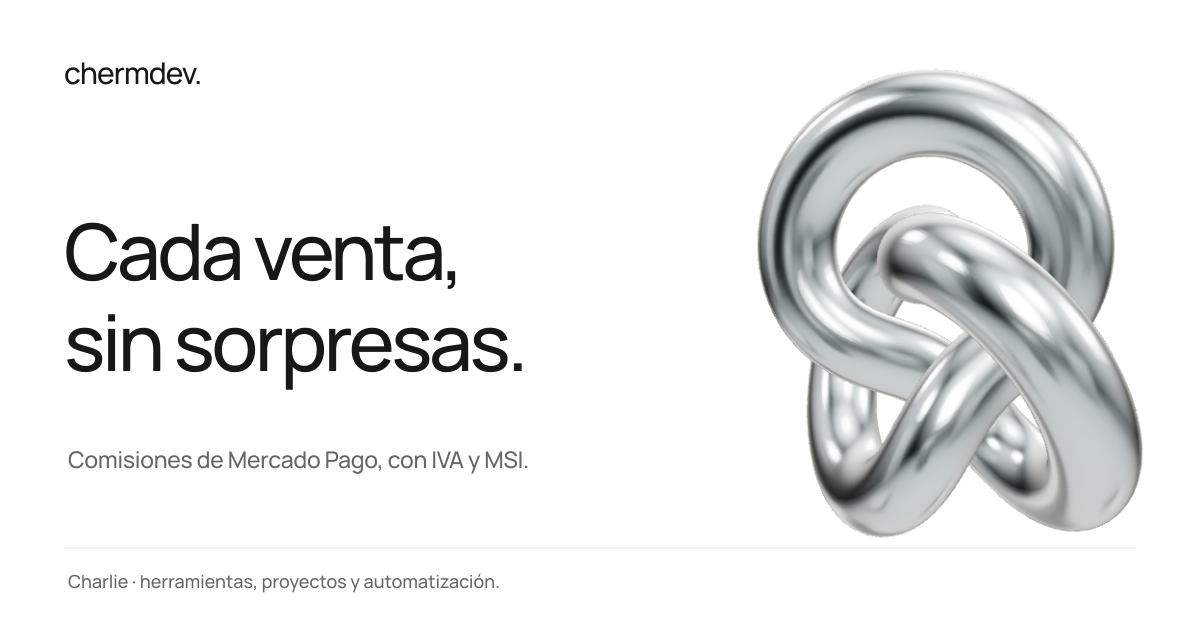 chermdev.
Cada venta,
sin sorpresas.
Comisiones de Mercado Pago, con IVA y MSI.
Charlie · herramientas, proyectos y automatización.